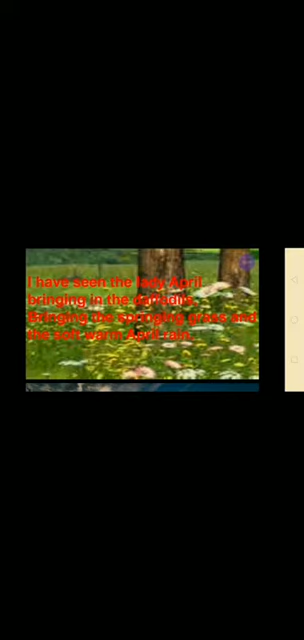 I have seen the lady April
bringing in the daffodils,
Bringing the springing grass and
the soft warm April rain.